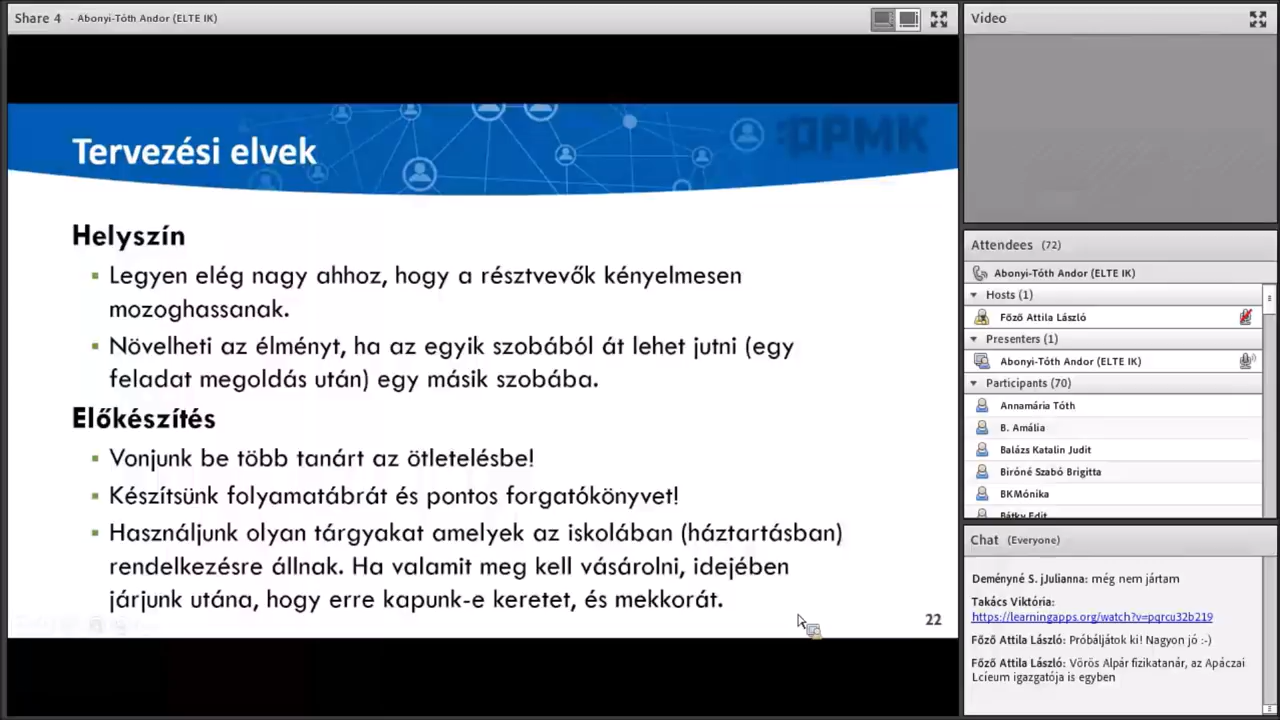 Share 4 - Abonyi-Tóth Andor (ELTE IK)
OPMK
Tervezési elvek
Helyszín
▪ Legyen elég nagy ahhoz, hogy a résztvevők kényelmesen
mozoghassanak.
▪ Növelheti az élményt, ha az egyik szobából át lehet jutni (egy
feladat megoldás után) egy másik szobába.
Előkészítés
▪ Vonjunk be több tanárt az ötletelésbe!
▪ Készítsünk folyamatábrát és pontos forgatókönyvet!
▪ Használjunk olyan tárgyakat amelyek az iskolában (háztartásban)
rendelkezésre állnak. Ha valamit meg kell vásárolni, idejében
járjunk utána, hogy erre kapunk-e keretet, és mekkorát.
22
Video
Attendees (72)
Abonyi-Tóth Andor (ELTE IK)
Hosts (1)
Főző Attila László
Presenters (1)
Abonyi-Tóth Andor (ELTE IK)
Participants (70)
Annamária Tóth
B. Amália
Balázs Katalin Judit
Biróné Szabó Brigitta
BKMónika
Bátky Edit
Chat (Everyone)
Deményné S. jJulianna: még nem jártam
Takács Viktória:
https://learningapps.org/watch?v=pqrcu32b219
Főző Attila László: Próbáljátok ki! Nagyon jó :-)
Főző Attila László: Vörös Alpár fizikatanár, az Apáczai
Lcíeum igazgatója is egyben